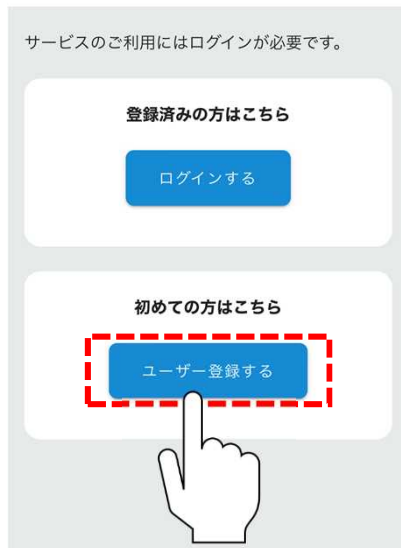 サービスのご利用にはログインが必要です。
登録済みの方はこちら
ログインする
初めての方はこちら
ユーザー登録する